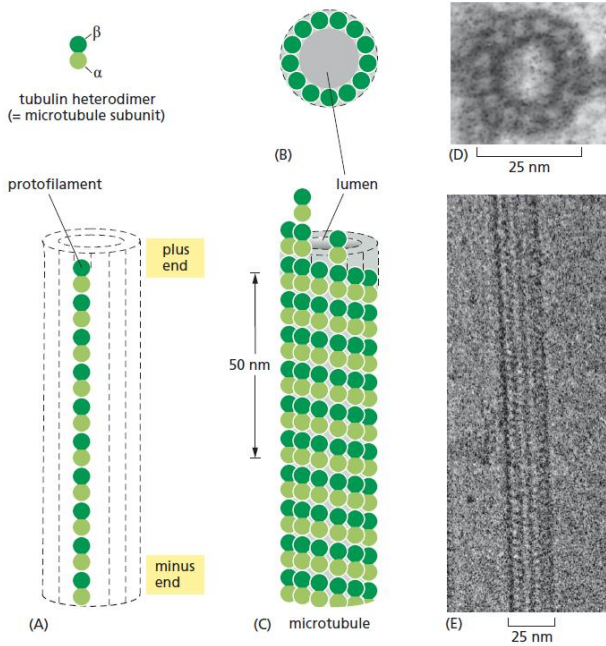 β
α
tubulin heterodimer
(= microtubule subunit)
(B)
(D)
25 nm
protofilament
lumen
plus
end
50 nm
minus
end
(A)
(C)
microtubule
(E)
25 nm